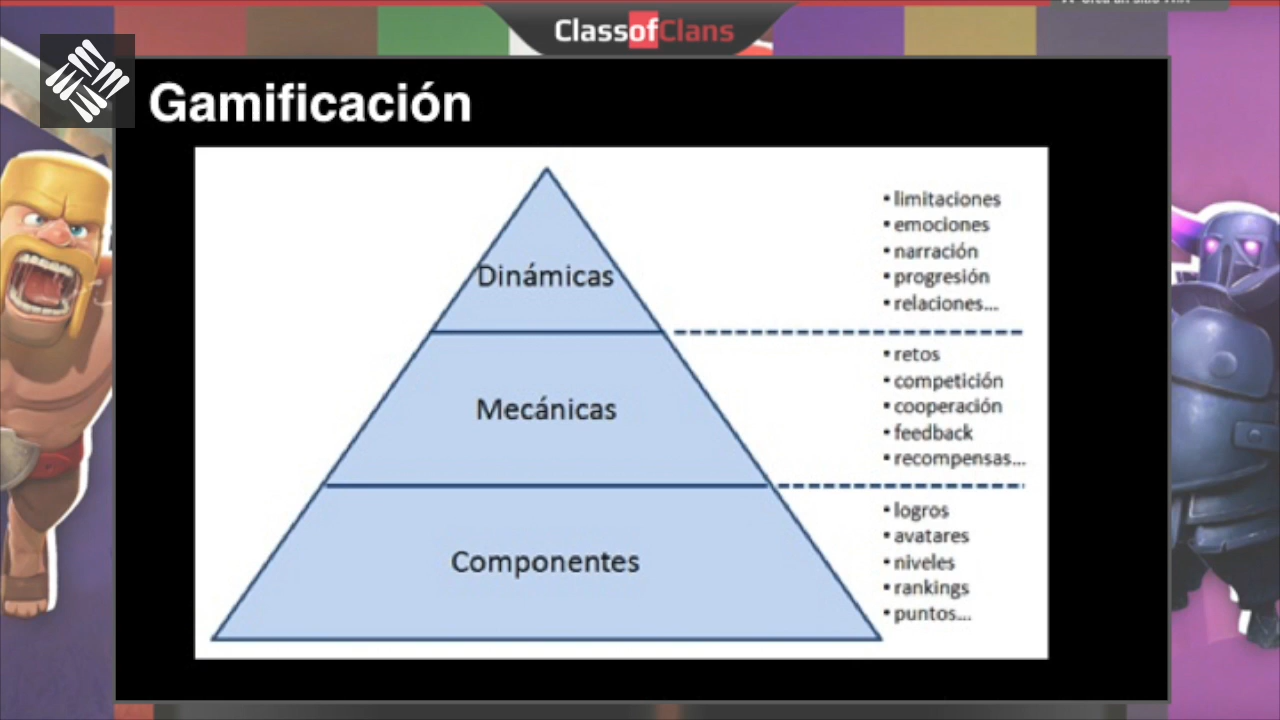 ClassofClans
Gamificación
Dinámicas
• limitaciones
• emociones
• narración
• progresión
• relaciones...
Mecánicas
• retos
• competición
• cooperación
• feedback
• recompensas...
Componentes
• logros
• avatares
• niveles
• rankings
• puntos...